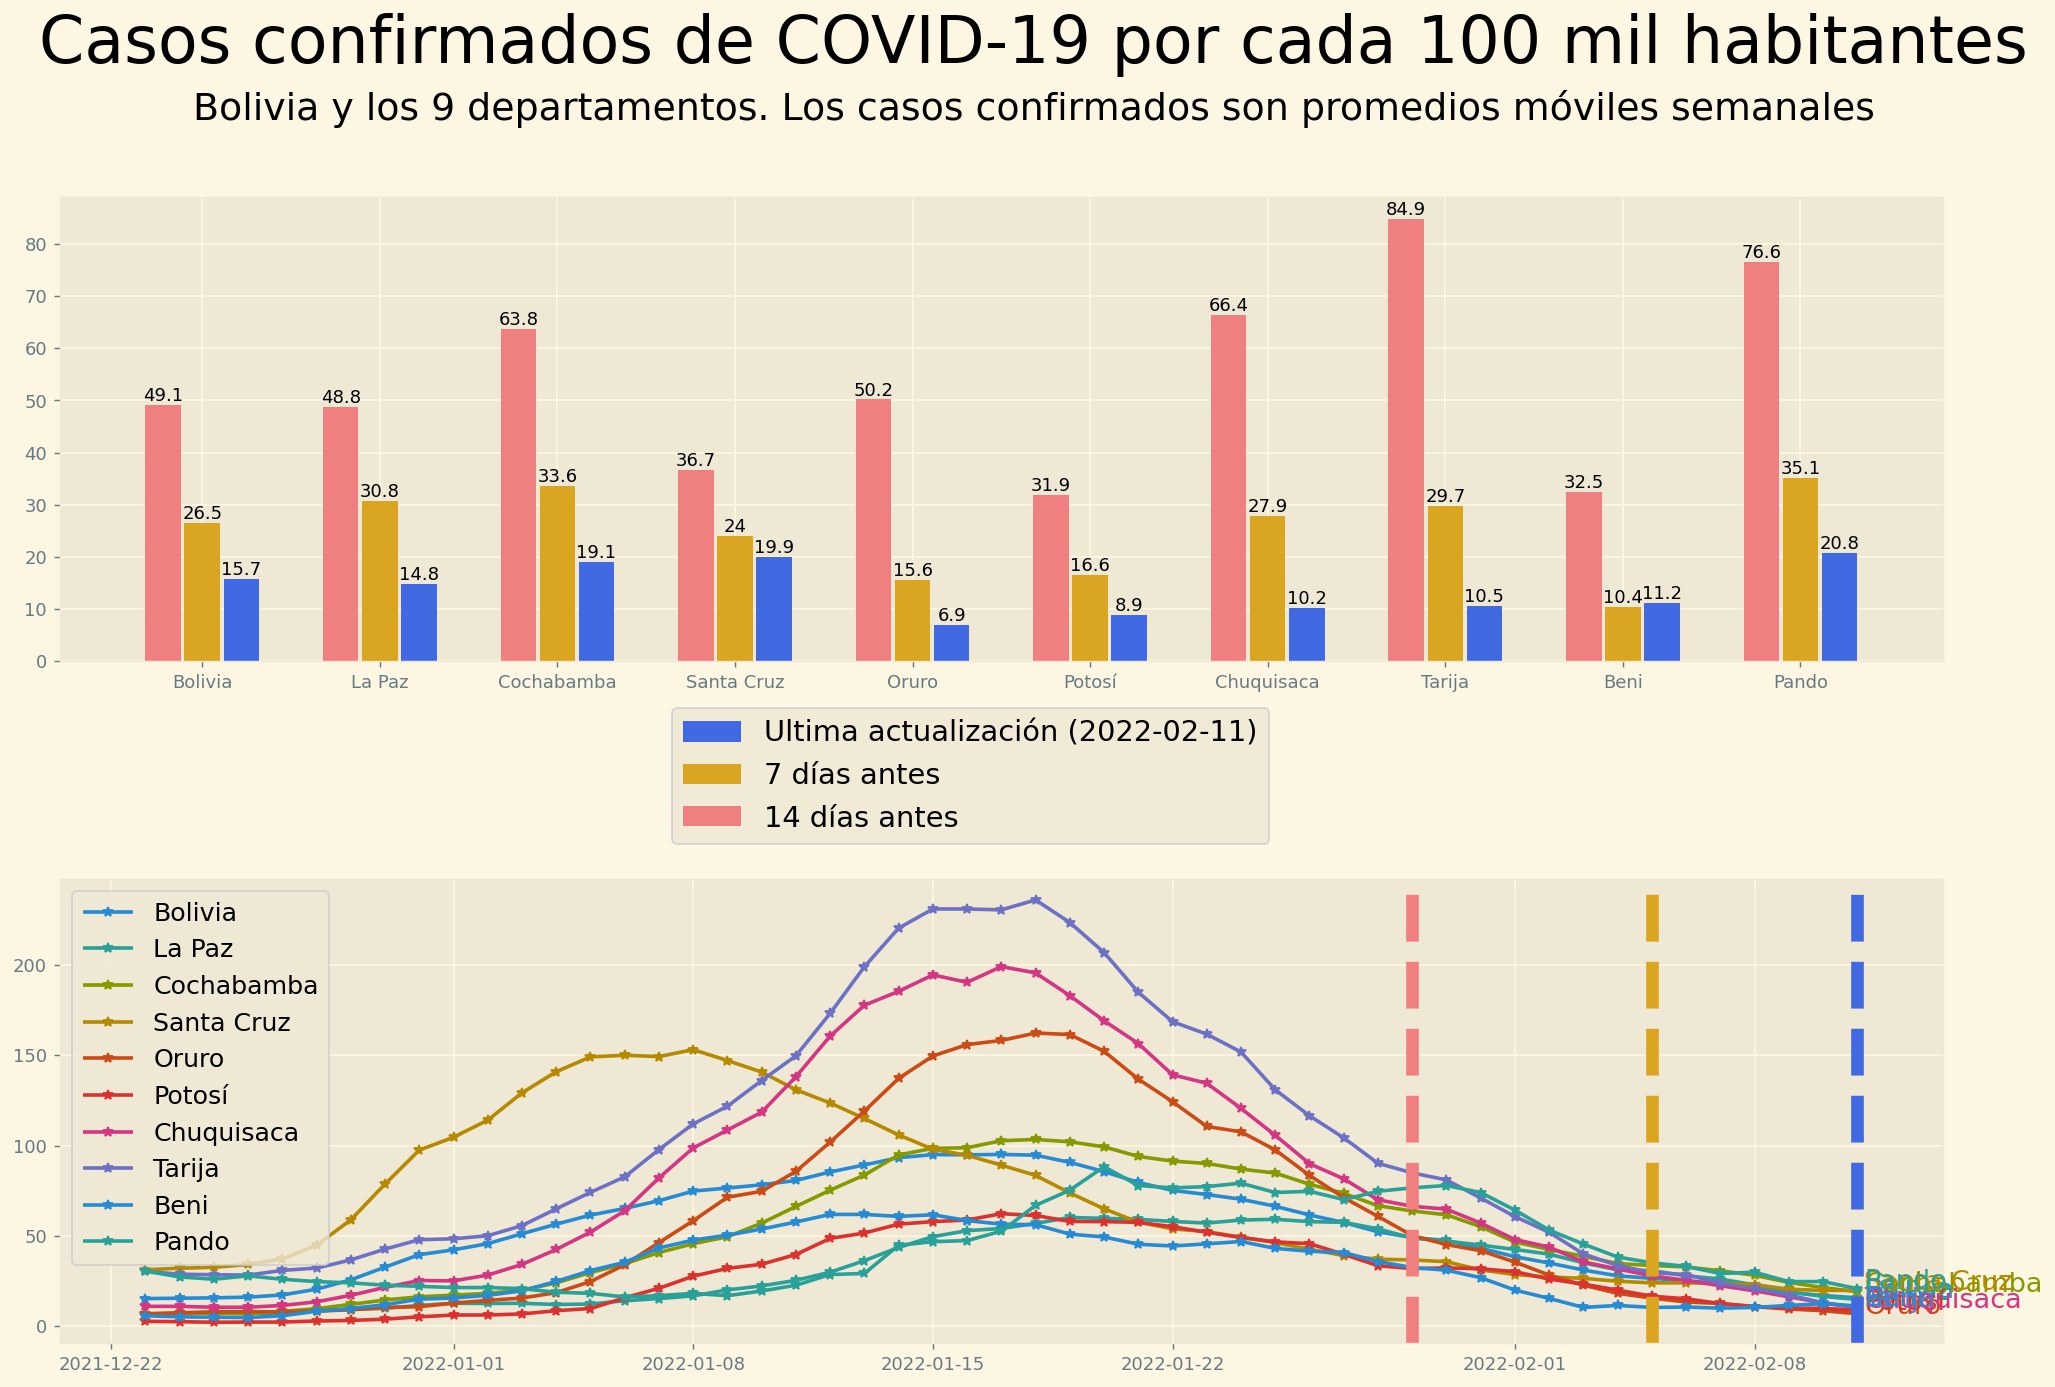 Casos confirmados de COVID-19 por cada 100 mil habitantes
Bolivia y los 9 departamentos. Los casos confirmados son promedios móviles semanales
84.9
80
76.6
70
66.4
63.8
60
50
49.1
48.8
50.2
40
36.7
35.1
33.6
32.5
31.9
30
30.8
29.7
27.9
26.5
24
20
20.8
19.9
19.1
16.6
15.7
15.6
14.8
10
11.2
10.4
10.5
10.2
8.9
6.9
0
Bolivia La Paz Cochabamba Santa Cruz Oruro Potosí Chuquisaca Tarija Beni Pando
Ultima actualización (2022-02-11)
7 días antes
14 días antes
Bolivia
La Paz
Cochabamba
Santa Cruz
Oruro
Potosí
Chuquisaca
Tarija
Beni
Pando
200
150
100
50
0
Pando
Santa Cruz
Cochabamba
Chuquisaca
Oruro
2021-12-22 2022-01-01 2022-01-08 2022-01-15 2022-01-22 2022-02-01 2022-02-08